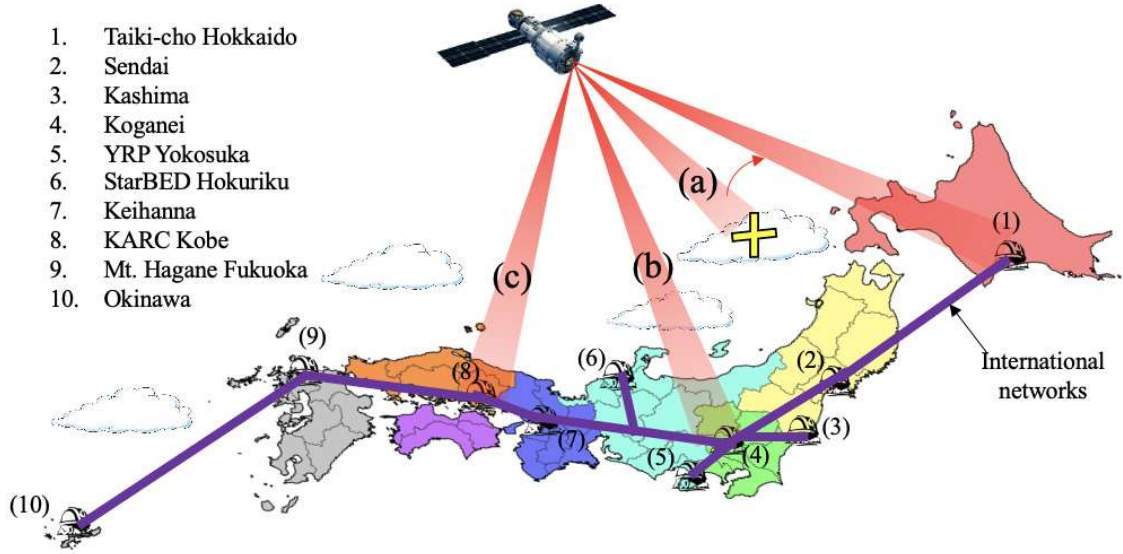 1. Taiki-cho Hokkaido
2. Sendai
3. Kashima
4. Koganei
5. YRP Yokosuka
6. StarBED Hokuriku
7. Keihanna
8. KARC Kobe
9. Mt. Hagane Fukuoka
10. Okinawa
(a)
(b)
(c)
(1)
(2)
(3)
(4)
(5)
(6)
(7)
(8)
(9)
(10)
International
networks